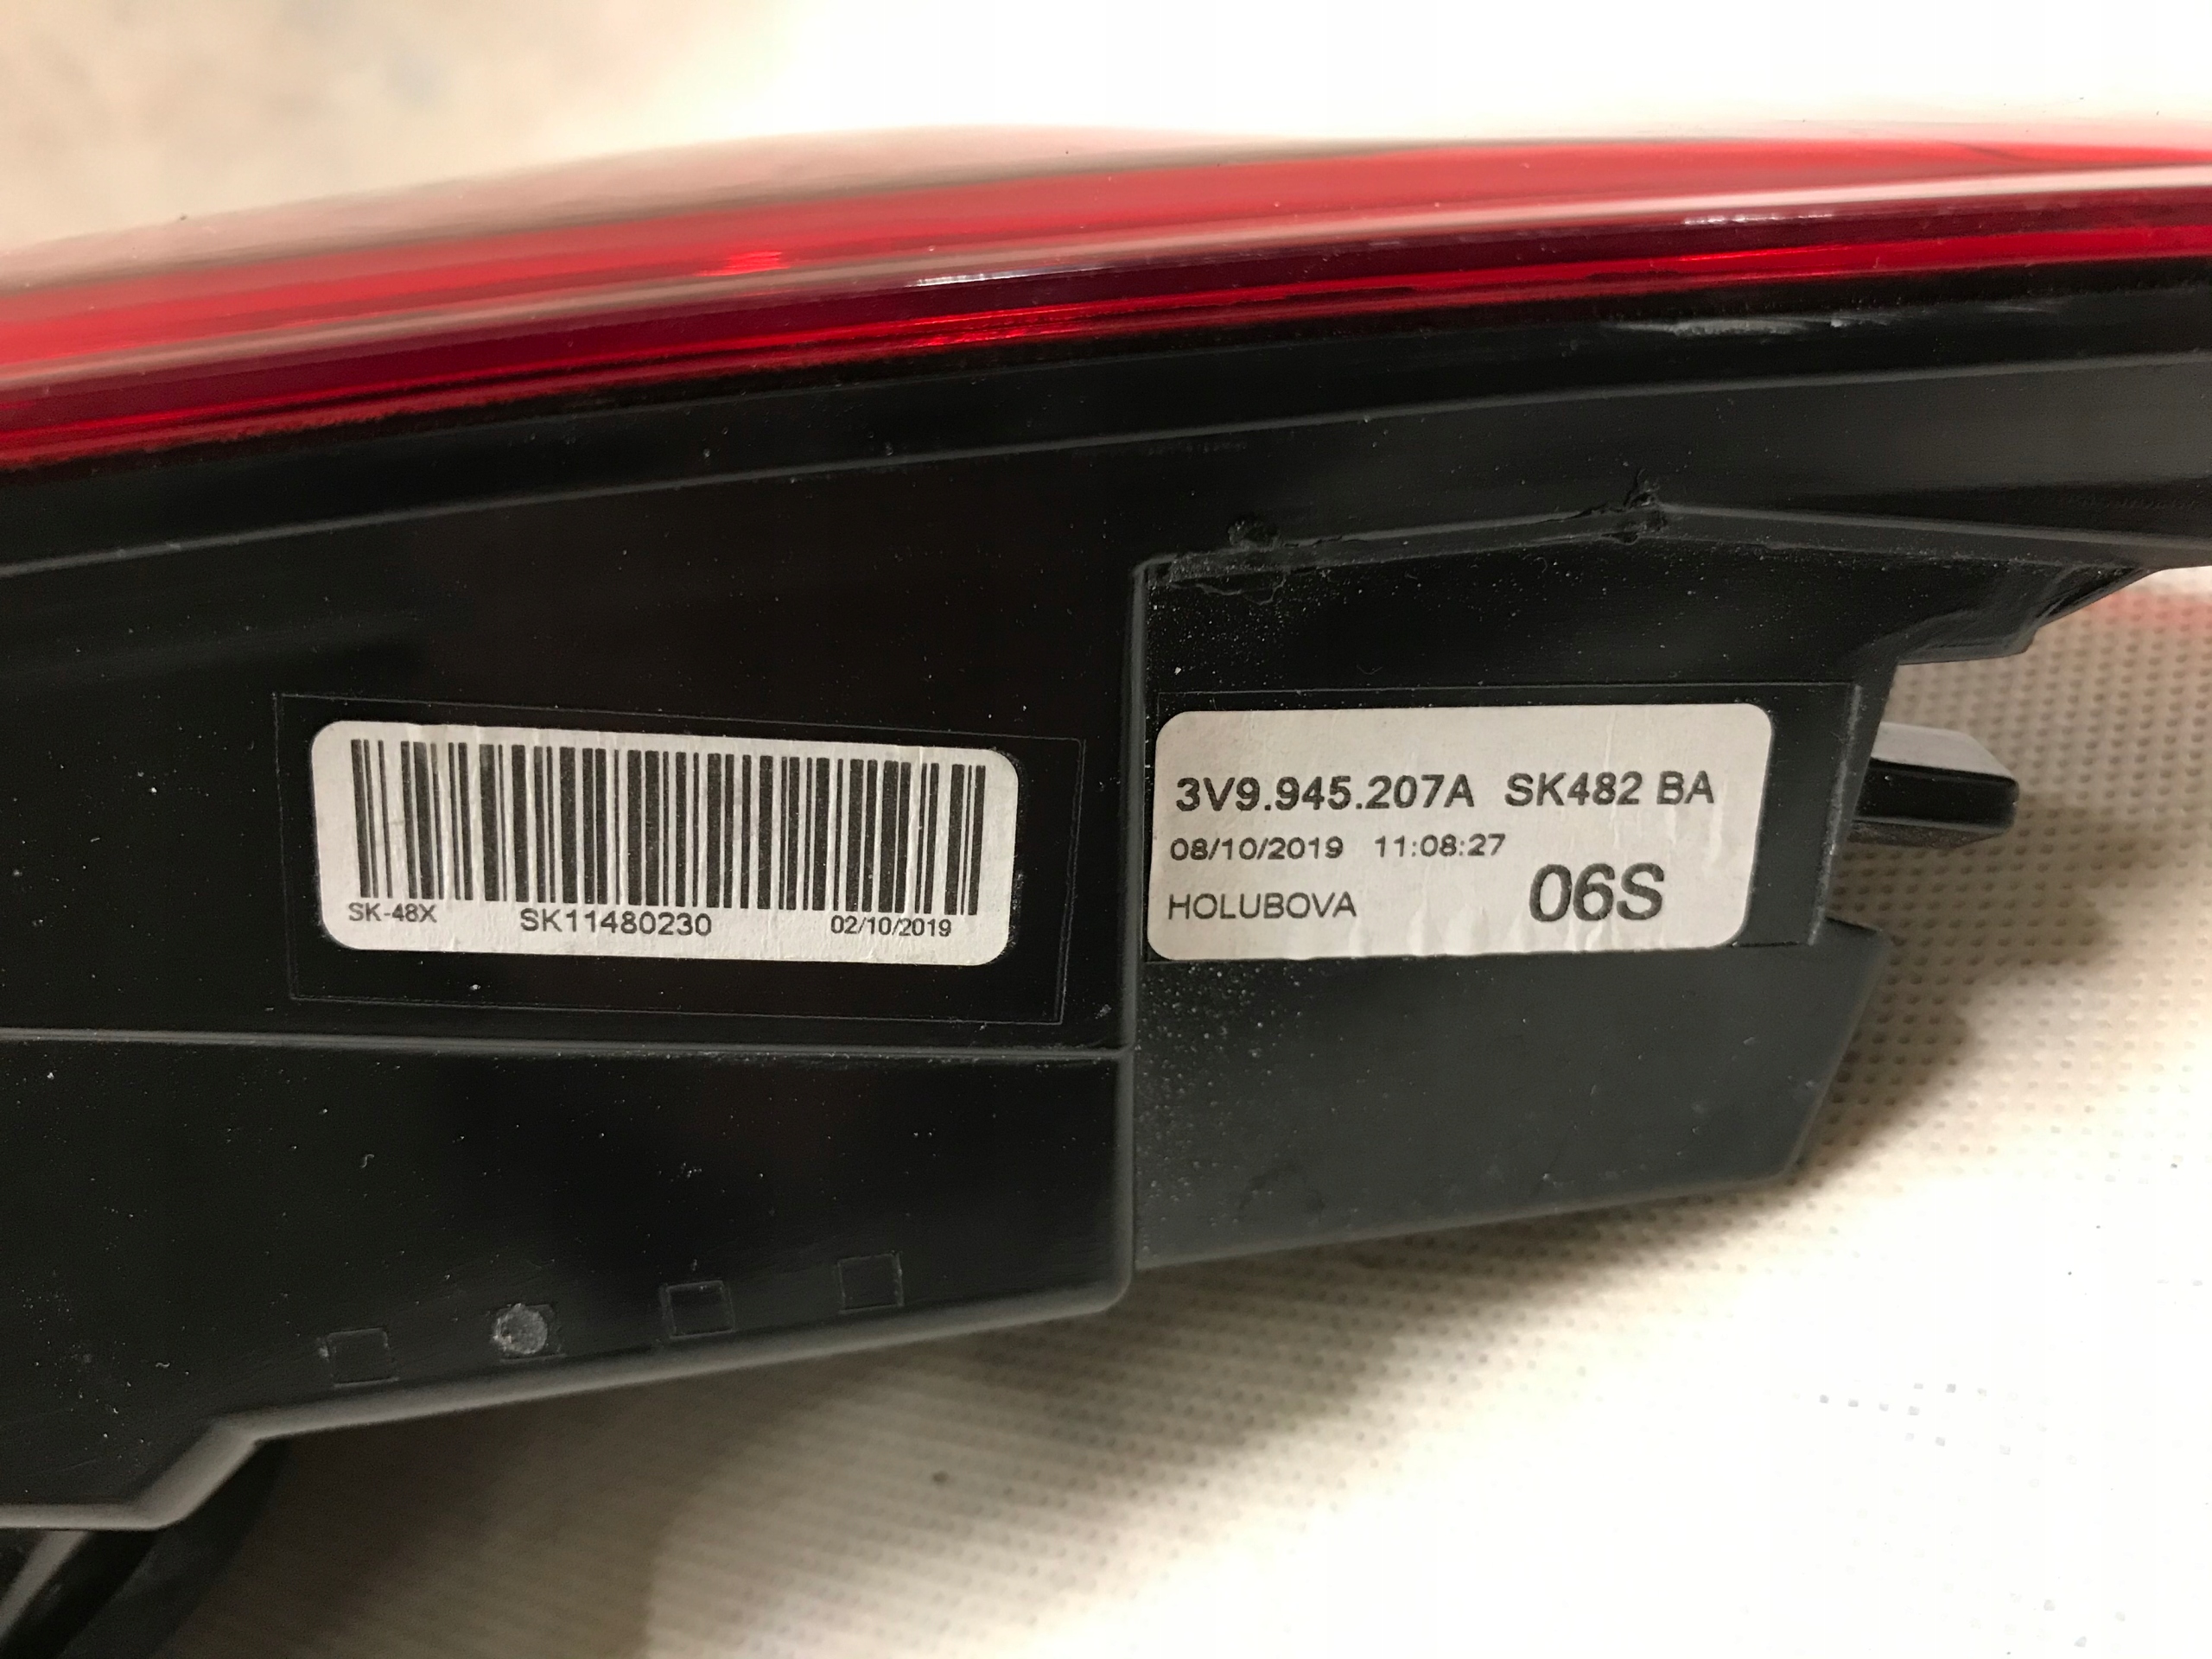 SK-48X SK11480230 02/10/2019
3V9.945.207A SK482 BA
08/10/2019 11:08:27
HOLUBOVA 06S